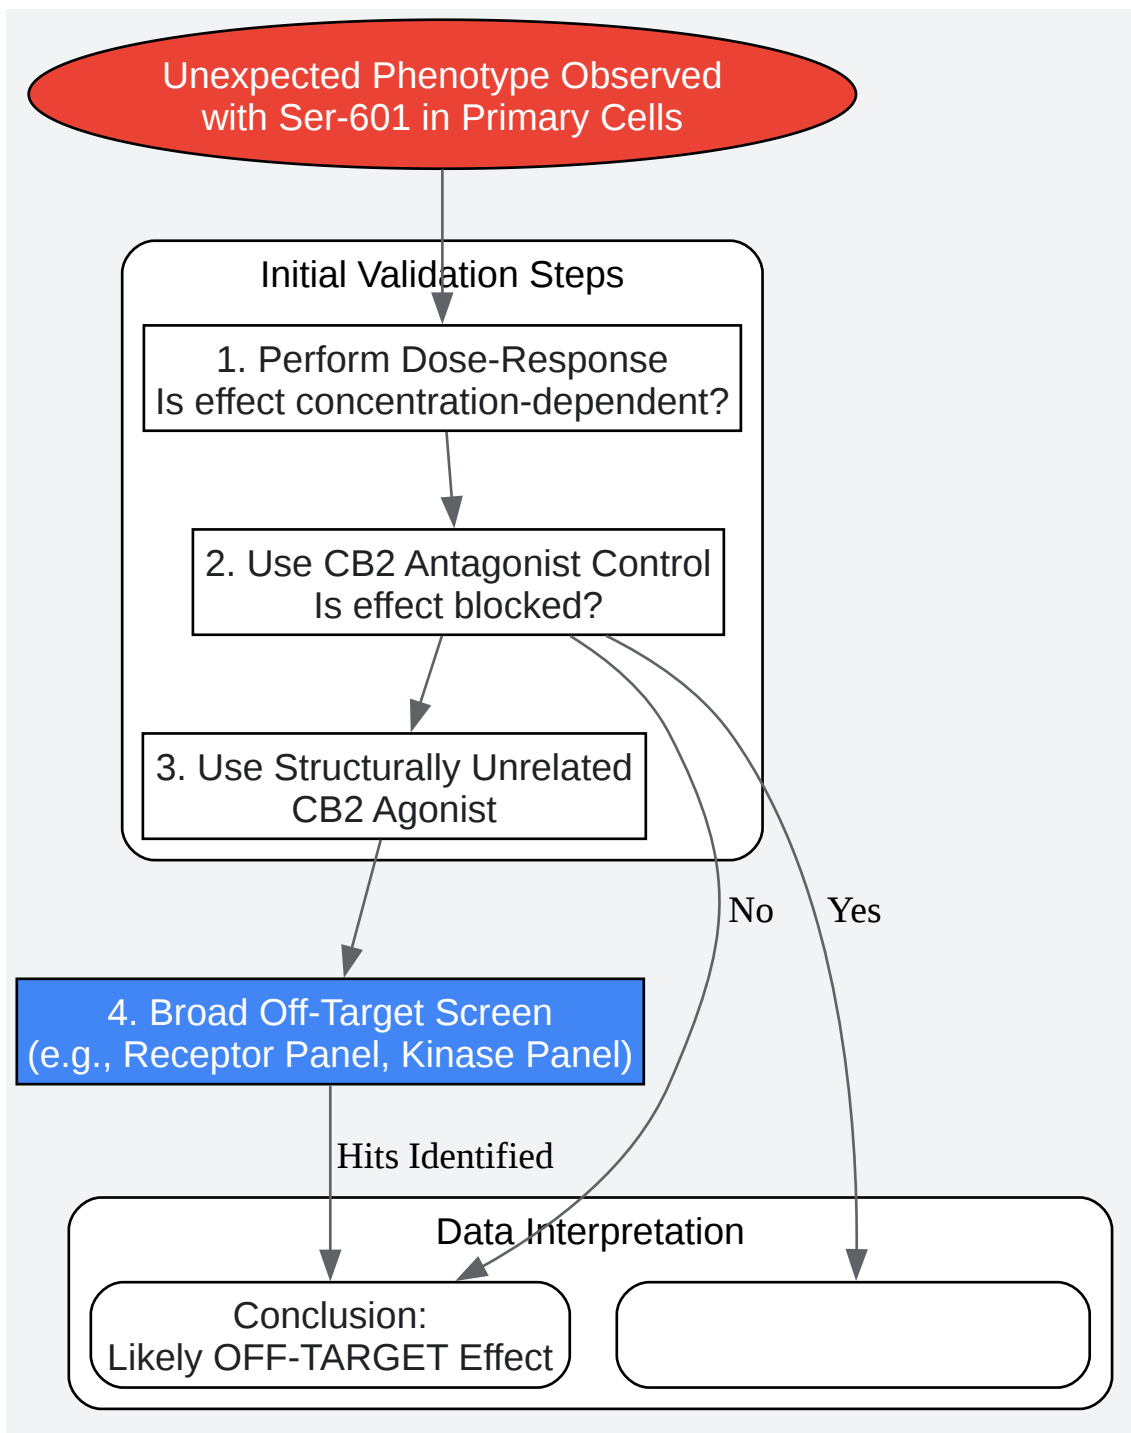 Unexpected Phenotype Observed
with Ser-601 in Primary Cells
Initial Validation Steps
1. Perform Dose-Response
Is effect concentration-dependent?
2. Use CB2 Antagonist Control
Is effect blocked?
3. Use Structurally Unrelated
CB2 Agonist
No
Yes
4. Broad Off-Target Screen
(e.g., Receptor Panel, Kinase Panel)
Hits Identified
Data Interpretation
Conclusion:
Likely OFF-TARGET Effect